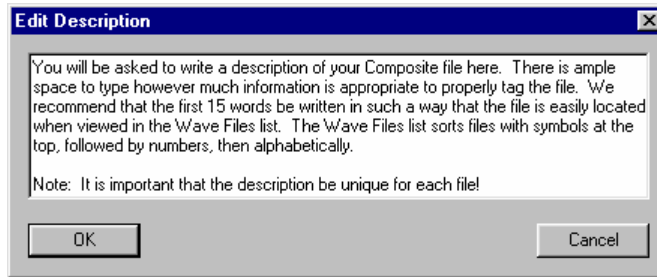 Edit Description
You will be asked to write a description of your Composite file here.  There is ample
space to type however much information is appropriate to properly tag the file.  We
recommend that the first 15 words be written in such a way that the file is easily located
when viewed in the Wave Files list.  The Wave Files list sorts files with symbols at the
top, followed by numbers, then alphabetically.
Note:  It is important that the description be unique for each file!
OK Cancel